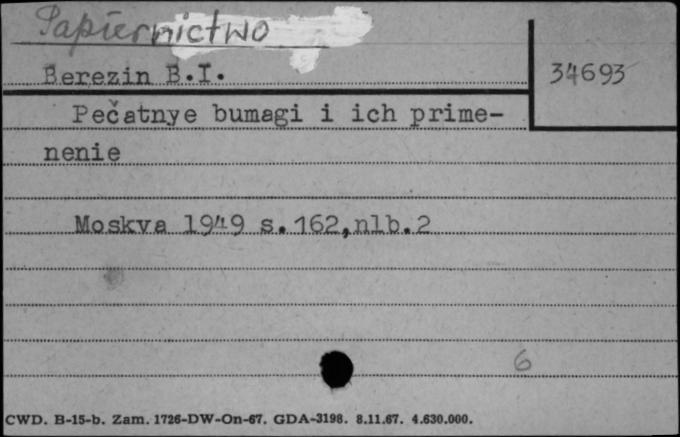 Papiernictwo
Berezin B.I.
34693
Pečatnye bumagi i ich prime-
nenie
Moskva 1949 s.162,nlb.2
6
CWD. B-15-b. Zam. 1726-DW-On-67. GDA-3198. 8.11.67. 4.630.000.